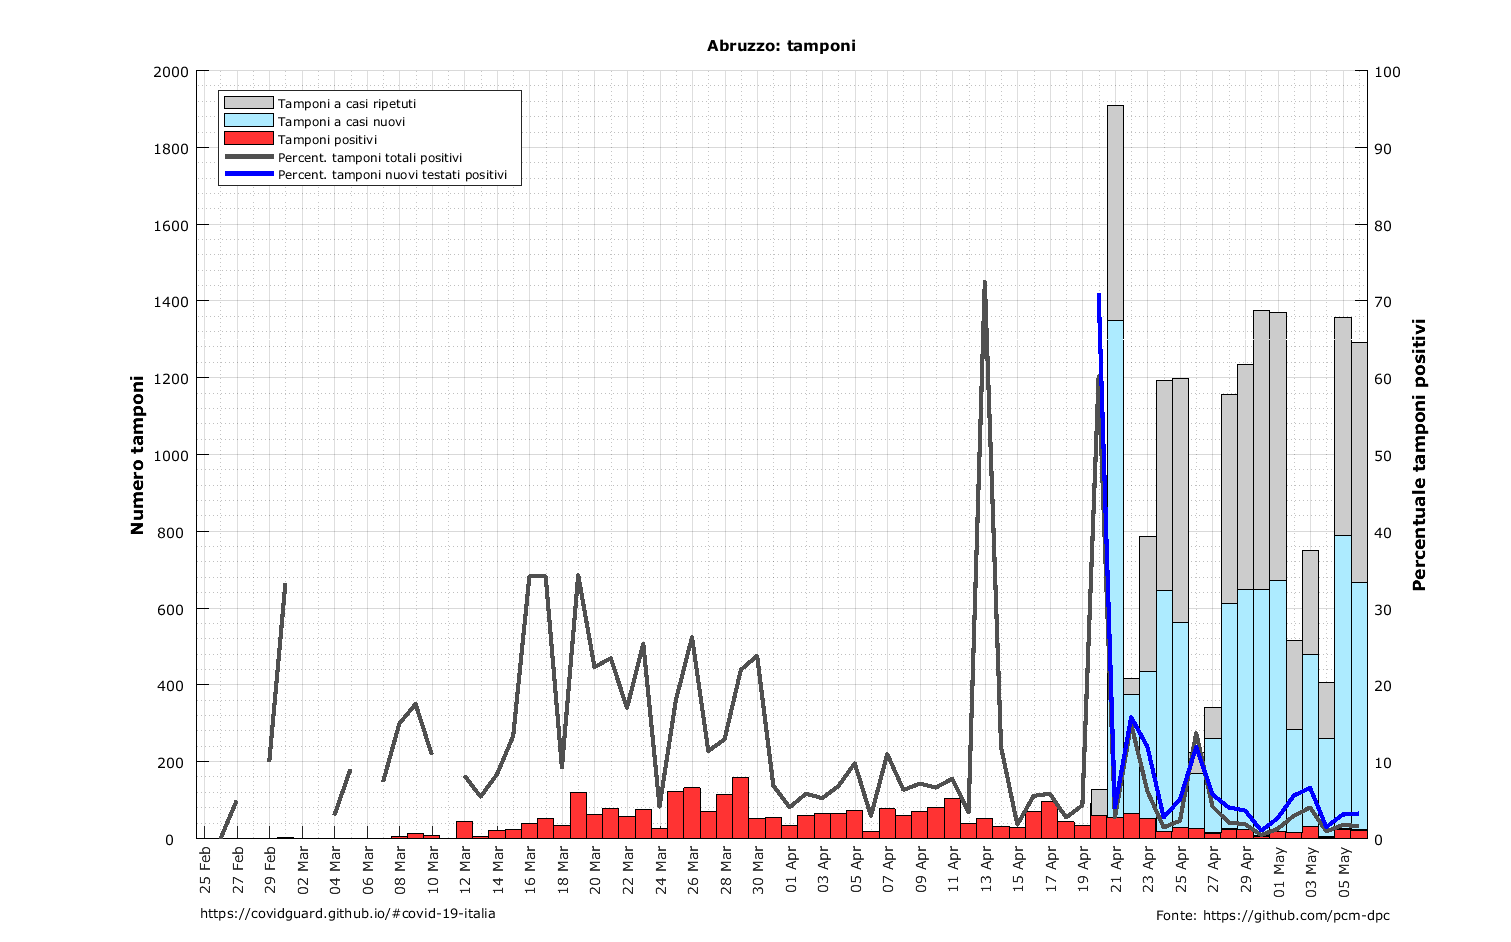 Abruzzo: tamponi
Tamponi a casi ripetuti
Tamponi a casi nuovi
Tamponi positivi
Percent. tamponi totali positivi
Percent. tamponi nuovi testati positivi
Numero tamponi
2000
1800
1600
1400
1200
1000
800
600
400
200
0
Percentuale tamponi positivi
100
90
80
70
60
50
40
30
20
10
0
25 Feb
27 Feb
29 Feb
02 Mar
04 Mar
06 Mar
08 Mar
10 Mar
12 Mar
14 Mar
16 Mar
18 Mar
20 Mar
22 Mar
24 Mar
26 Mar
28 Mar
30 Mar
01 Apr
03 Apr
05 Apr
07 Apr
09 Apr
11 Apr
13 Apr
15 Apr
17 Apr
19 Apr
21 Apr
23 Apr
25 Apr
27 Apr
29 Apr
01 May
03 May
05 May
https://covidguard.github.io/#covid-19-italia
Fonte: https://github.com/pcm-dpc